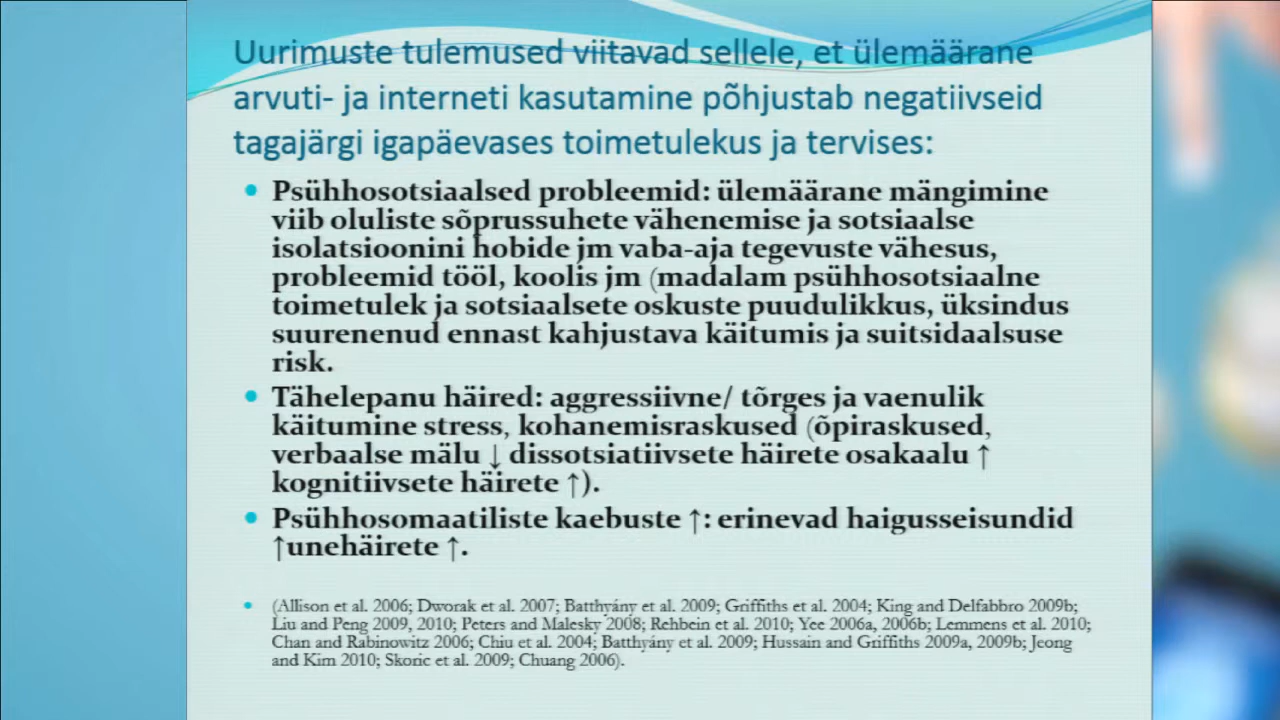 Uurimuste tulemused viitavad sellele, et ülemäärane
arvuti- ja interneti kasutamine põhjustab negatiivseid
tagajärgi igapäevases toimetulekus ja tervises:
• Psühhosotsiaalsed probleemid: ülemäärane mängimine
viib oluliste sõprussuhete vähenemise ja sotsiaalse
isolatsioonini hobide jm vaba-aja tegevuste vähesus,
probleemid tööl, koolis jm (madalam psühhosotsiaalne
toimetulek ja sotsiaalsete oskuste puudulikkus, üksindus
suurenenud ennast kahjustava käitumis ja suitsidaalsuse
risk.
• Tähelepanu häired: aggressiivne/ tõrges ja vaenulik
käitumine stress, kohanemisraskused (õpiraskused,
verbaalse mälu ↓ dissotsiatiivsete häirete osakaalu ↑
kognitiivsete häirete ↑).
• Psühhosomaatiliste kaebuste ↑: erinevad haigusseisundid
↑unehäirete ↑.
• (Allison et al. 2006; Dworak et al. 2007; Batthyány et al. 2009; Griffiths et al. 2004; King and Delfabbro 2009b;
Liu and Peng 2009, 2010; Peters and Malesky 2008; Rehbein et al. 2010; Yee 2006a, 2006b; Lemmens et al. 2010;
Chan and Rabinowitz 2006; Chiu et al. 2004; Batthyány et al. 2009; Hussain and Griffiths 2009a, 2009b; Jeong
and Kim 2010; Skoric et al. 2009; Chuang 2006).